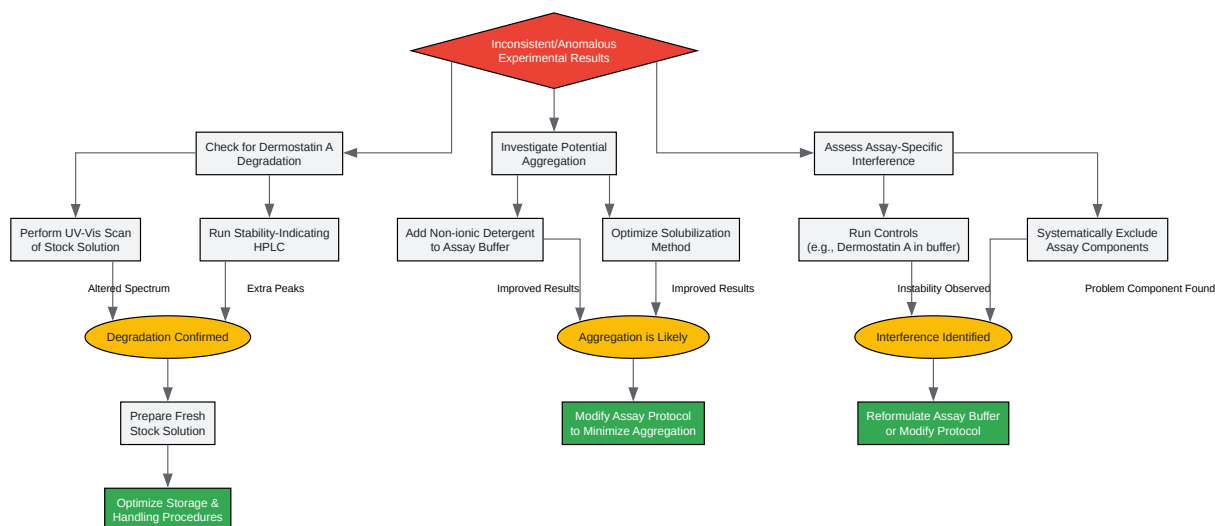 Inconsistent/Anomalous
Experimental Results
Check for Dermostatin A
Degradation
Investigate Potential
Aggregation
Assess Assay-Specific
Interference
Perform UV-Vis Scan
of Stock Solution
Run Stability-Indicating
HPLC
Add Non-ionic Detergent
to Assay Buffer
Optimize Solubilization
Method
Run Controls
(e.g., Dermostatin A in buffer)
Systematically Exclude
Assay Components
Altered Spectrum
Extra Peaks
Improved Results
Improved Results
Instability Observed
Problem Component Found
Degradation Confirmed
Aggregation is Likely
Interference Identified
Prepare Fresh
Stock Solution
Modify Assay Protocol
to Minimize Aggregation
Reformulate Assay Buffer
or Modify Protocol
Optimize Storage &
Handling Procedures